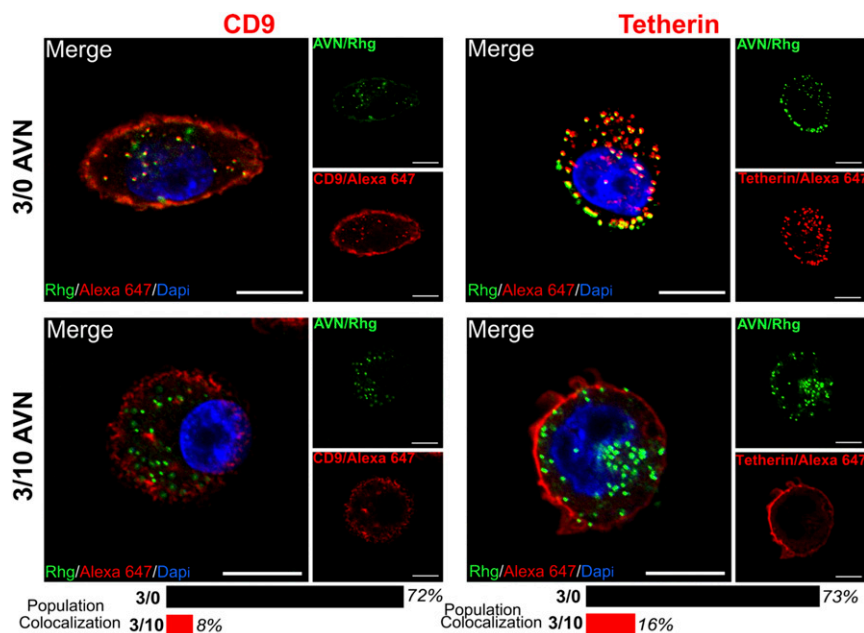 CD9
Tetherin
3/0 AVN
Merge
AVN/Rhg
CD9/Alexa 647
Rhg/Alexa 647/Dapi
Merge
AVN/Rhg
Tetherin/Alexa 647
Rhg/Alexa 647/Dapi
3/10 AVN
Merge
AVN/Rhg
CD9/Alexa 647
Rhg/Alexa 647/Dapi
Merge
AVN/Rhg
Tetherin/Alexa 647
Rhg/Alexa 647/Dapi
Population
Colocalization
3/0 72%
3/10 8%
Population
Colocalization
3/0 73%
3/10 16%